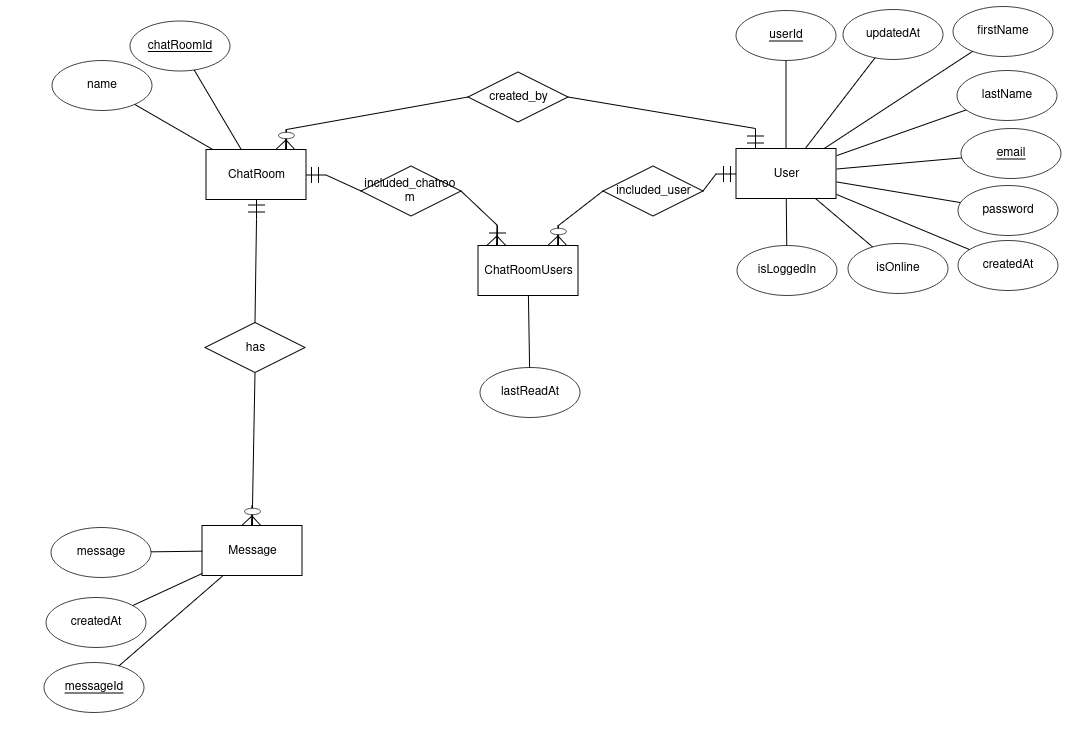 chatRoomId
name
created_by
userId
updatedAt
firstName
lastName
email
password
createdAt
isOnline
isLoggedIn
User
ChatRoom
included_chatroo
m
included_user
ChatRoomUsers
lastReadAt
has
Message
message
createdAt
messageId